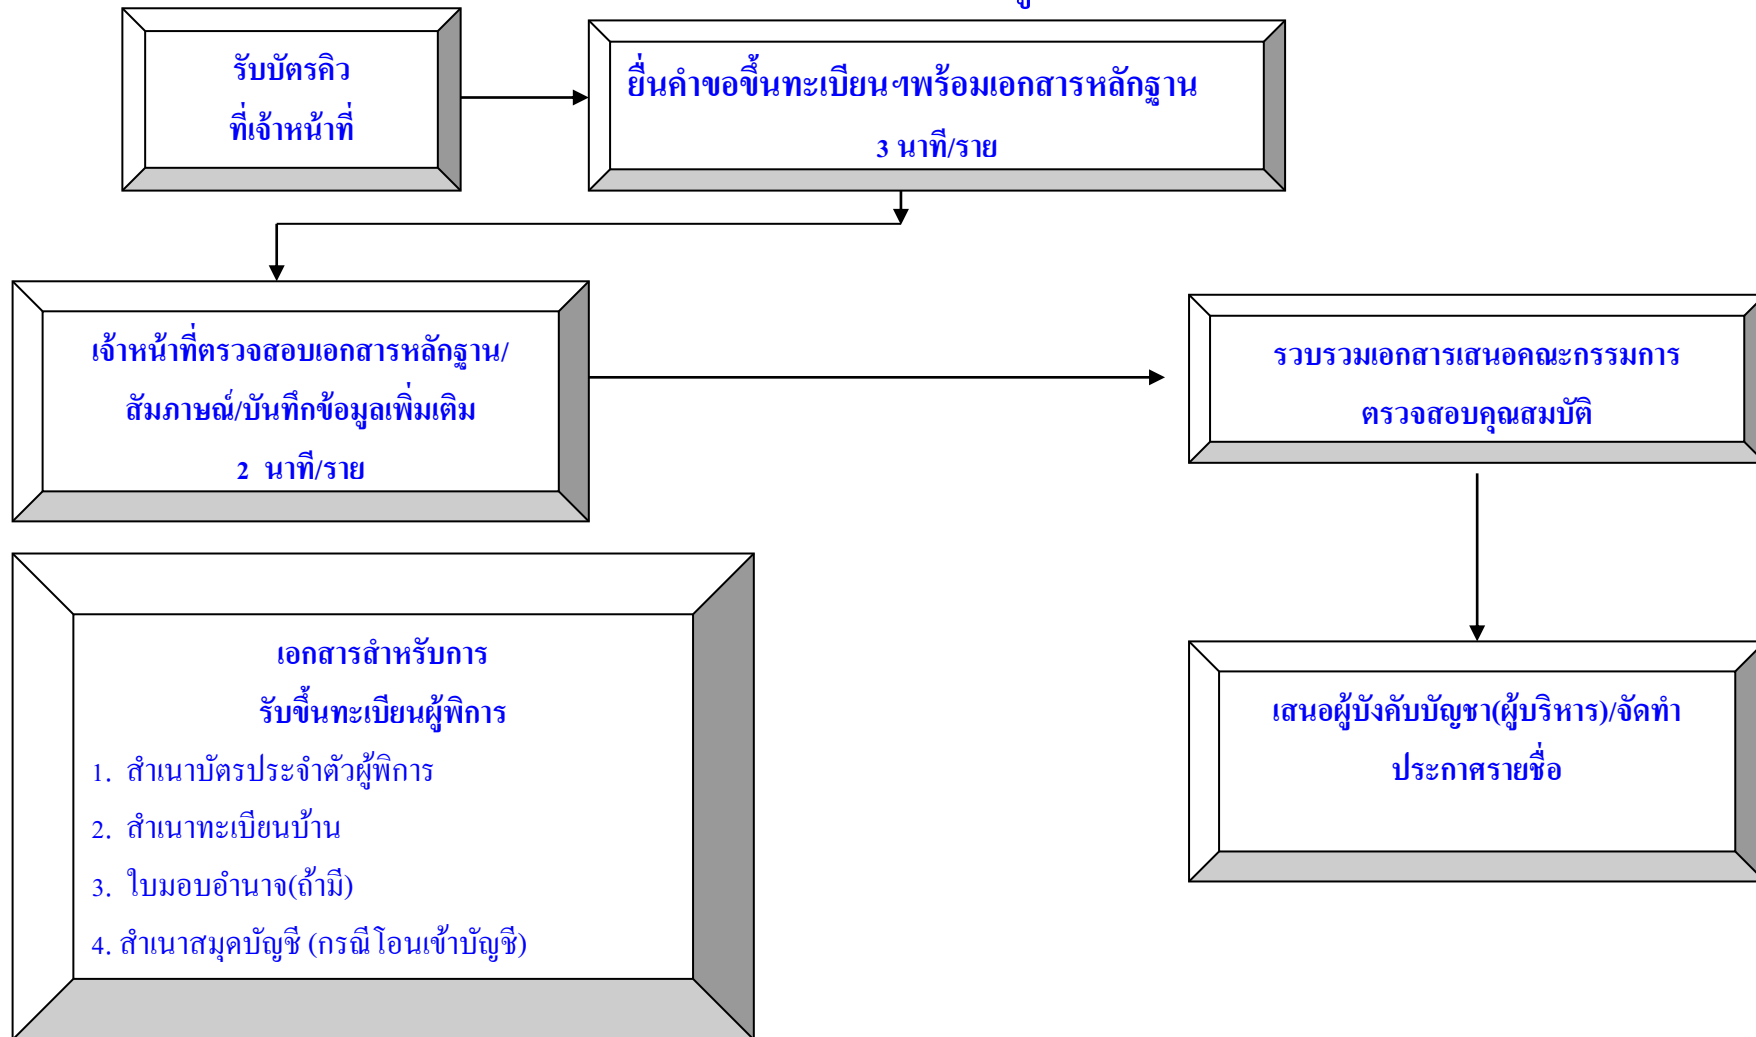 รับบัตรคิว
ที่เจ้าหน้าที่
ยื่นคำขอขึ้นทะเบียนฯพร้อมเอกสารหลักฐาน
3 นาที/ราย
เจ้าหน้าที่ตรวจสอบเอกสารหลักฐาน/
สัมภาษณ์/บันทึกข้อมูลเพิ่มเติม
2 นาที/ราย
รวบรวมเอกสารเสนอคณะกรรมการ
ตรวจสอบคุณสมบัติ
เอกสารสำหรับการ
รับขึ้นทะเบียนผู้พิการ
1. สำเนาบัตรประจำตัวผู้พิการ
2. สำเนาทะเบียนบ้าน
3. ใบมอบอำนาจ(ถ้ามี)
4. สำเนาสมุดบัญชี (กรณีโอนเข้าบัญชี)
เสนอผู้บังคับบัญชา(ผู้บริหาร)/จัดทำ
ประกาศรายชื่อ